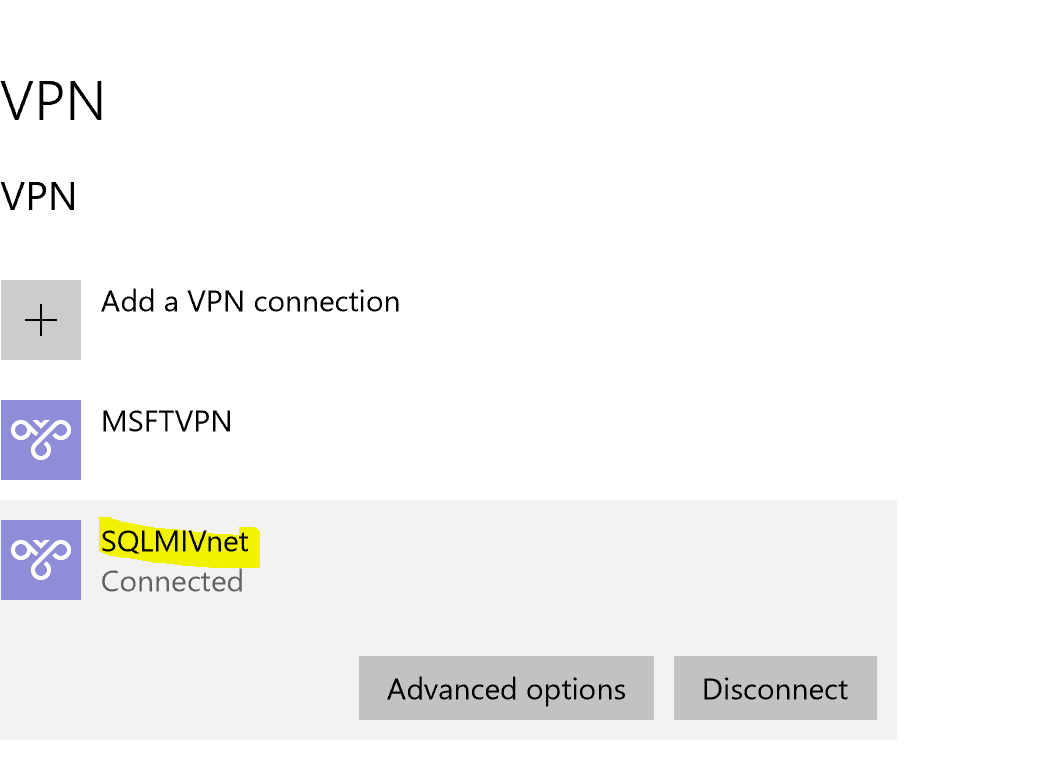 VPN
VPN
Add a VPN connection
MSFTVPN
SQLMIVnet
Connected
Advanced options
Disconnect